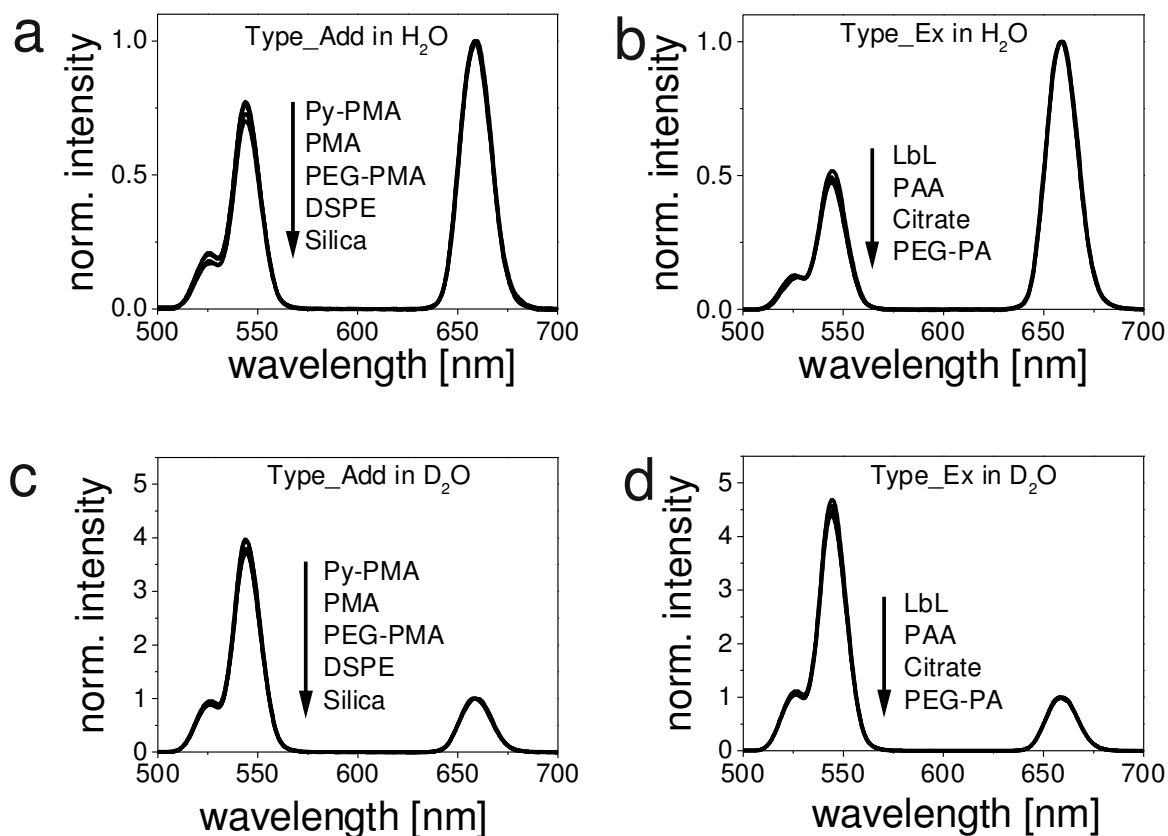 a
Type_Add in H₂O
norm. intensity
1.0
0.5
0.0
Py-PMA
PMA
PEG-PMA
DSPE
Silica
500 550 600 650 700
wavelength [nm]
b
Type_Ex in H₂O
norm. intensity
1.0
0.5
0.0
LbL
PAA
Citrate
PEG-PA
500 550 600 650 700
wavelength [nm]
c
Type_Add in D₂O
norm. intensity
5
4
3
2
1
0
Py-PMA
PMA
PEG-PMA
DSPE
Silica
500 550 600 650 700
wavelength [nm]
d
Type_Ex in D₂O
norm. intensity
5
4
3
2
1
0
LbL
PAA
Citrate
PEG-PA
500 550 600 650 700
wavelength [nm]